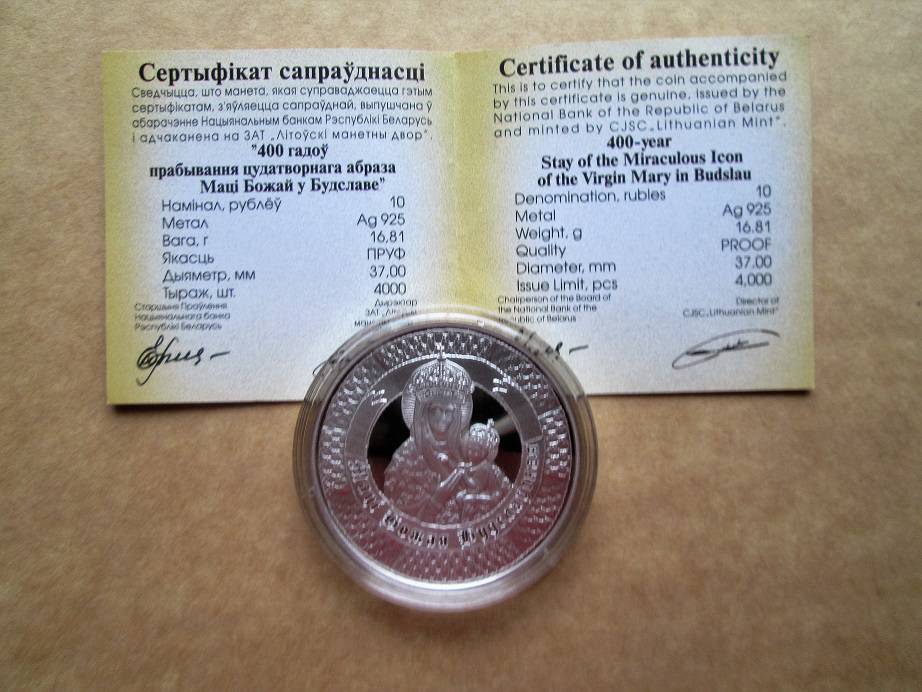 Сертыфікат сапраўднасці
Сведчыцца, што манета, якая суправаджаецца гэтым
сертыфікатам, з'яўляецца сапраўднай, выпушчана ў
абарачэнне Нацыянальным банкам Рэспублікі Беларусь
і адчаканена на ЗАТ „Літоўскі манетны двор".
"400 гадоў
прабывання цудатворнага абраза
Маці Божай у Будславе"
Намінал, рублёў 10
Метал Ag 925
Вага, г 16,81
Якасць ПРУФ
Дыяметр, мм 37,00
Тыраж, шт. 4000
Старшыня Праўлення
Нацыянальнага банка
Рэспублікі Беларусь
Дырэктар
ЗАТ „Літоўскі
Certificate of authenticity
This is to certify that the coin accompanied
by this certificate is genuine, issued by the
National Bank of the Republic of Belarus
and minted by CJSC„Lithuanian Mint".
400-year
Stay of the Miraculous Icon
of the Virgin Mary in Budslau
Denomination, rubles 10
Metal Ag 925
Weight, g 16.81
Quality PROOF
Diameter, mm 37.00
Issue Limit, pcs 4,000
Chairperson of the Board of
the National Bank of the
of Belarus
Director of
CJSC„Lithuanian Mint"
Маці Божая